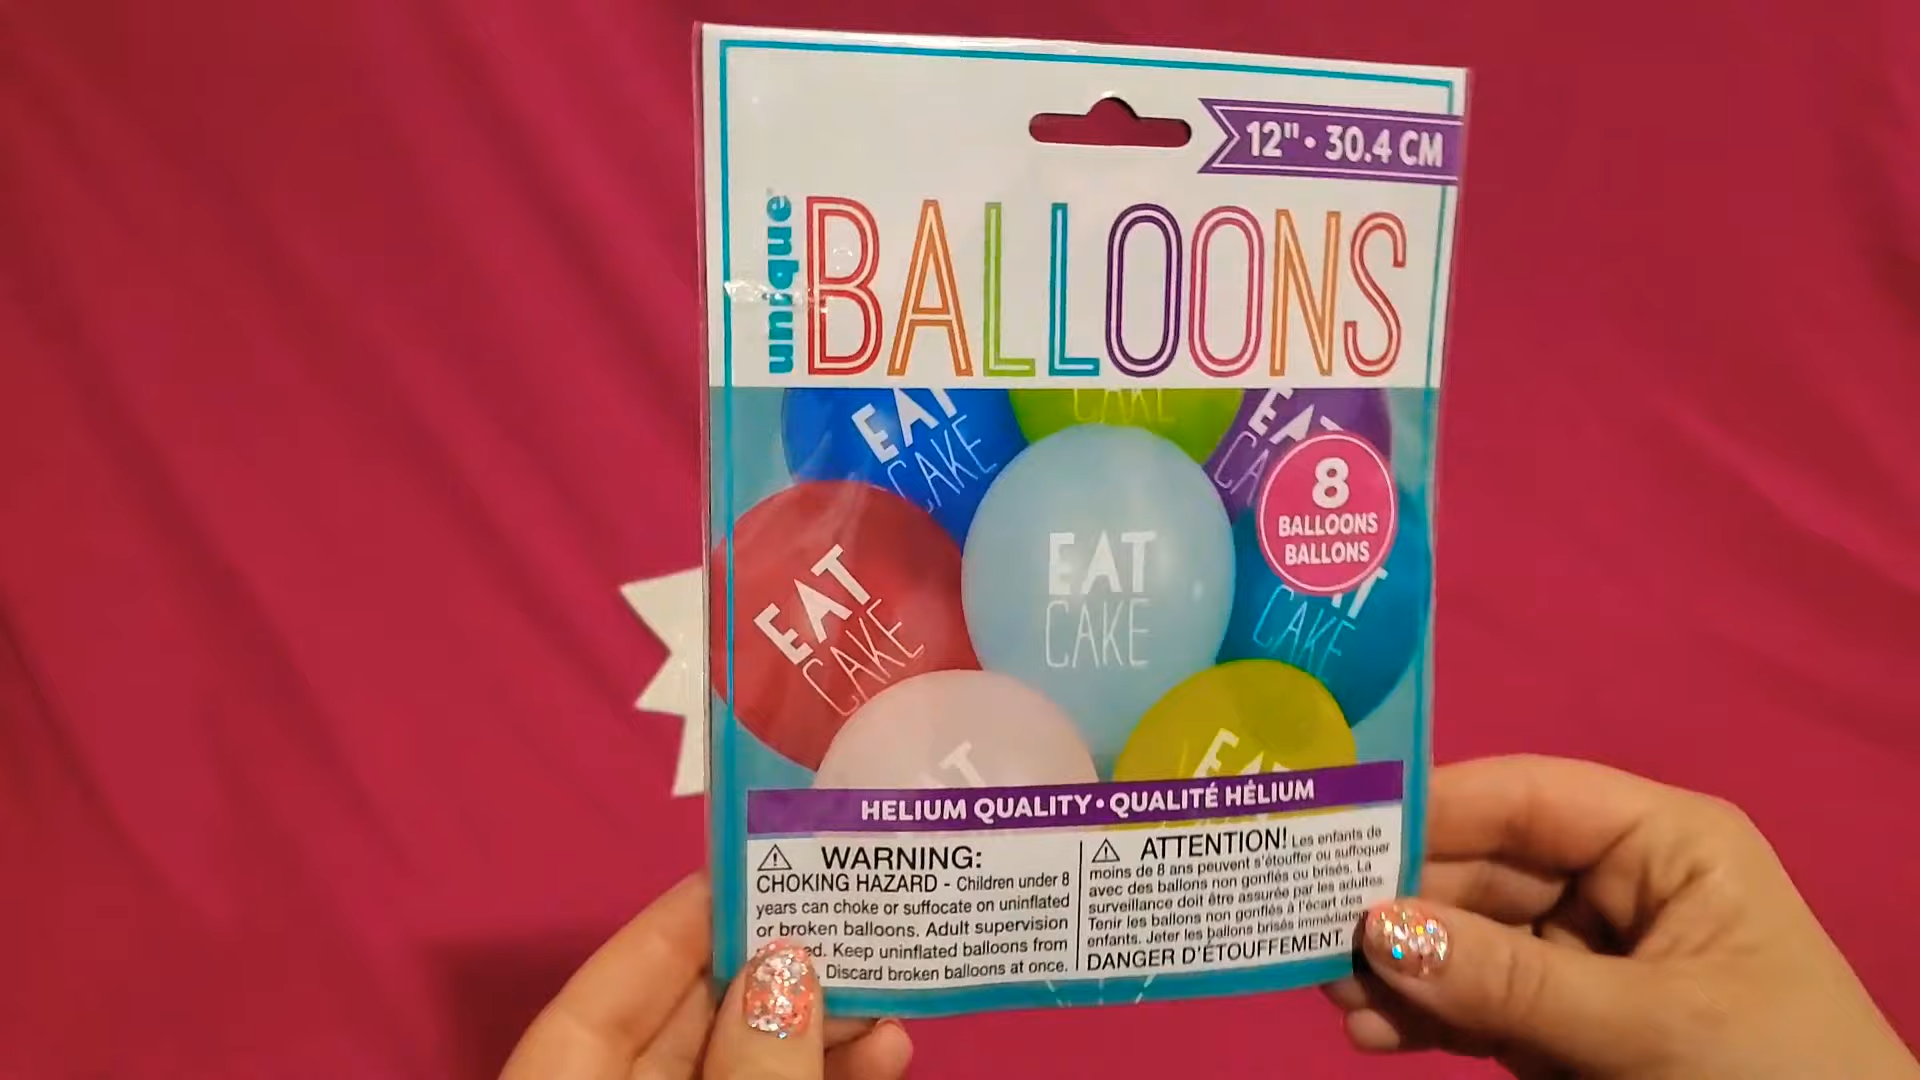 12" • 30.4 CM
unique
BALLOONS
EAT
CAKE
CAKE
8
BALLOONS
BALLONS
EAT
CAKE
EAT
CAKE
CAKE
HELIUM QUALITY • QUALITÉ HÉLIUM
WARNING:
CHOKING HAZARD - Children under 8
years can choke or suffocate on uninflated
or broken balloons. Adult supervision
Keep uninflated balloons from
Discard broken balloons at once.
ATTENTION! Les enfants de
moins de 8 ans peuvent s'étouffer ou suffoquer
avec des ballons non gonflés ou brisés. La
surveillance doit être assurée par les adultes.
Tenir les ballons non gonflés à l'écart des
enfants. Jeter les ballons brisés
DANGER D'ÉTOUFFEMENT.